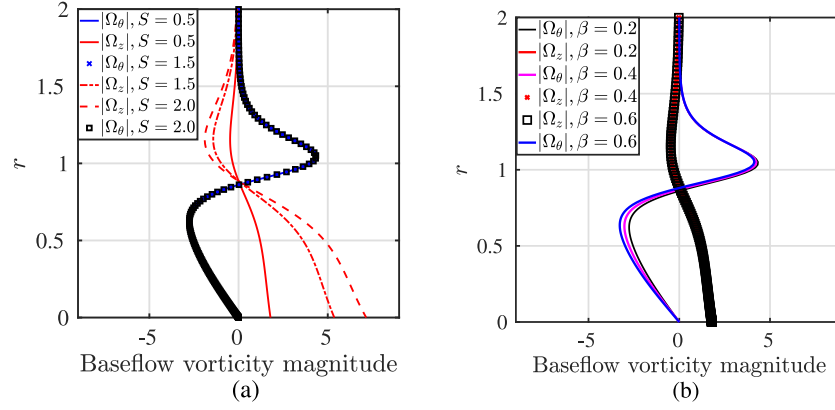 2
1.5
1
0.5
0
r
|Ω_θ|, S = 0.5
|Ω_z|, S = 0.5
|Ω_θ|, S = 1.5
|Ω_z|, S = 1.5
|Ω_z|, S = 2.0
|Ω_θ|, S = 2.0
-5 0 5
Baseflow vorticity magnitude
(a)
2
1.5
1
0.5
0
r
|Ω_θ|, β = 0.2
|Ω_z|, β = 0.2
|Ω_θ|, β = 0.4
|Ω_z|, β = 0.4
|Ω_z|, β = 0.6
|Ω_θ|, β = 0.6
-5 0 5
Baseflow vorticity magnitude
(b)